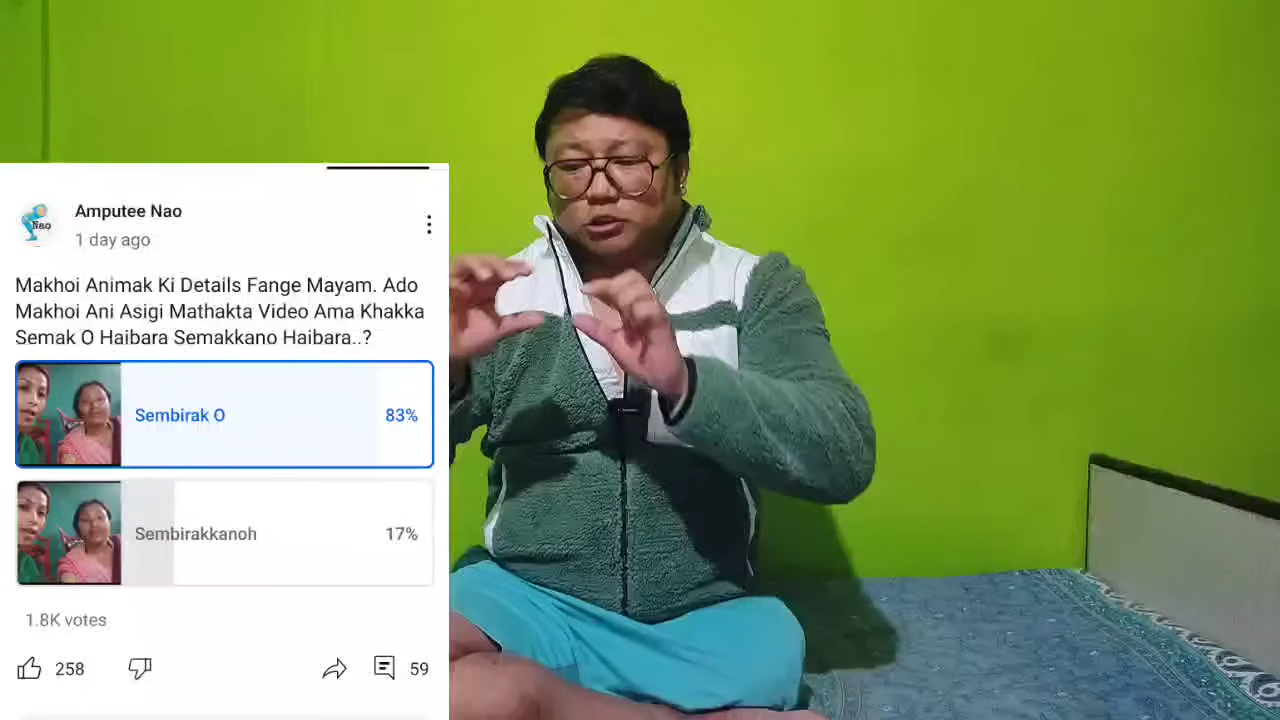 Nao
Amputee Nao
1 day ago
Makhoi Animak Ki Details Fange Mayam. Ado
Makhoi Ani Asigi Mathakta Video Ama Khakka
Semak O Haibara Semakkano Haibara..?
Sembirak O 83%
Sembirakkanoh 17%
1.8K votes
258 59